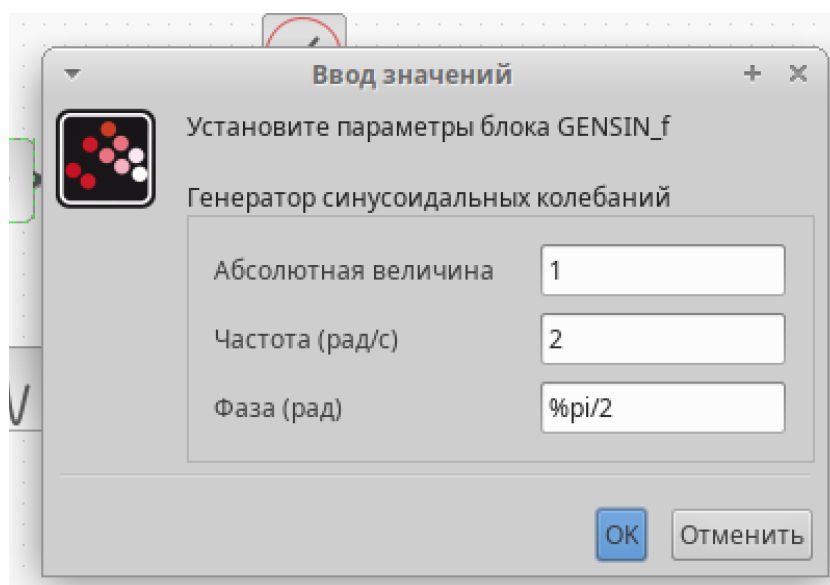 Ввод значений
Установите параметры блока GENSIN_f
Генератор синусоидальных колебаний
Абсолютная величина 1
Частота (рад/с) 2
Фаза (рад) %pi/2
OK Отменить